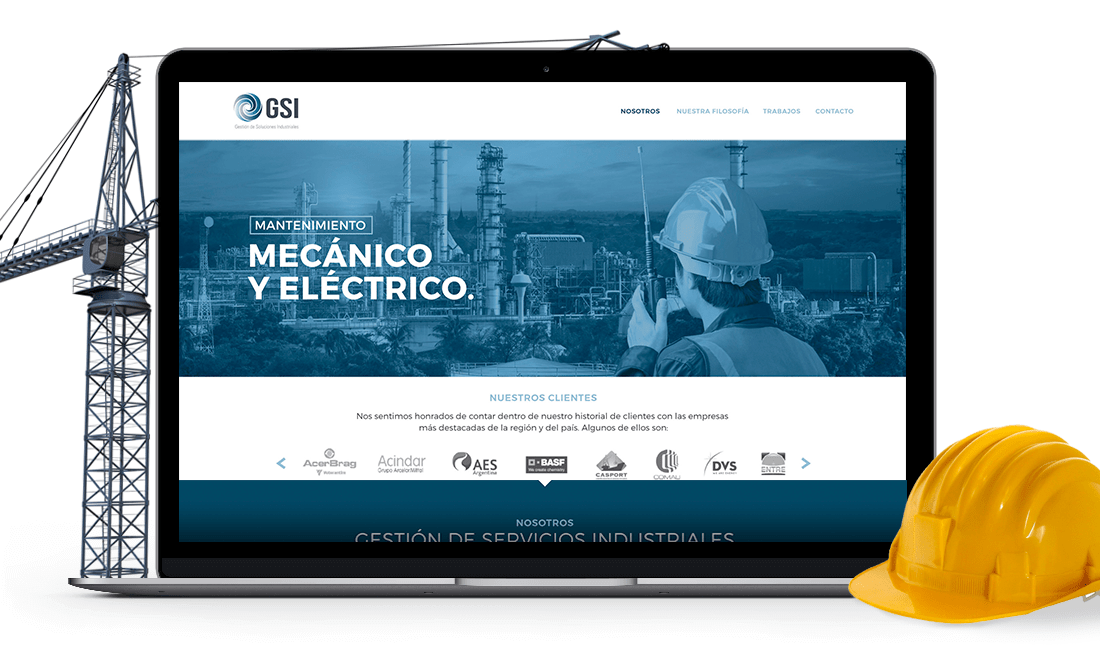 GSI
Gestión de Soluciones Industriales
NOSOTROS NUESTRA FILOSOFÍA TRABAJOS CONTACTO
MANTENIMIENTO
MECÁNICO
Y ELÉCTRICO.
NUESTROS CLIENTES
Nos sentimos honrados de contar dentro de nuestro historial de clientes con las empresas
más destacadas de la región y del país. Algunos de ellos son:
AcerBrag
Acindar
Grupo ArcelorMittal
AES
Argentina
BASF
We create chemistry
CASPORT
COMAU
DVS
ENTRE
NOSOTROS
GESTIÓN DE SERVICIOS INDUSTRIALES